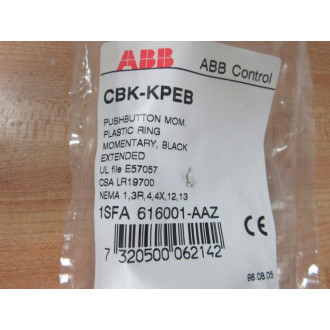 ABB
ABB Control
CBK-KPEB
PUSHBUTTON MOM.
PLASTIC RING
MOMENTARY, BLACK
EXTENDED
UL file E57057
CSA LR19700
NEMA 1,3R,4,4X,12,13
1SFA 616001-AAZ
7 320500 062142
CE
98.08.05